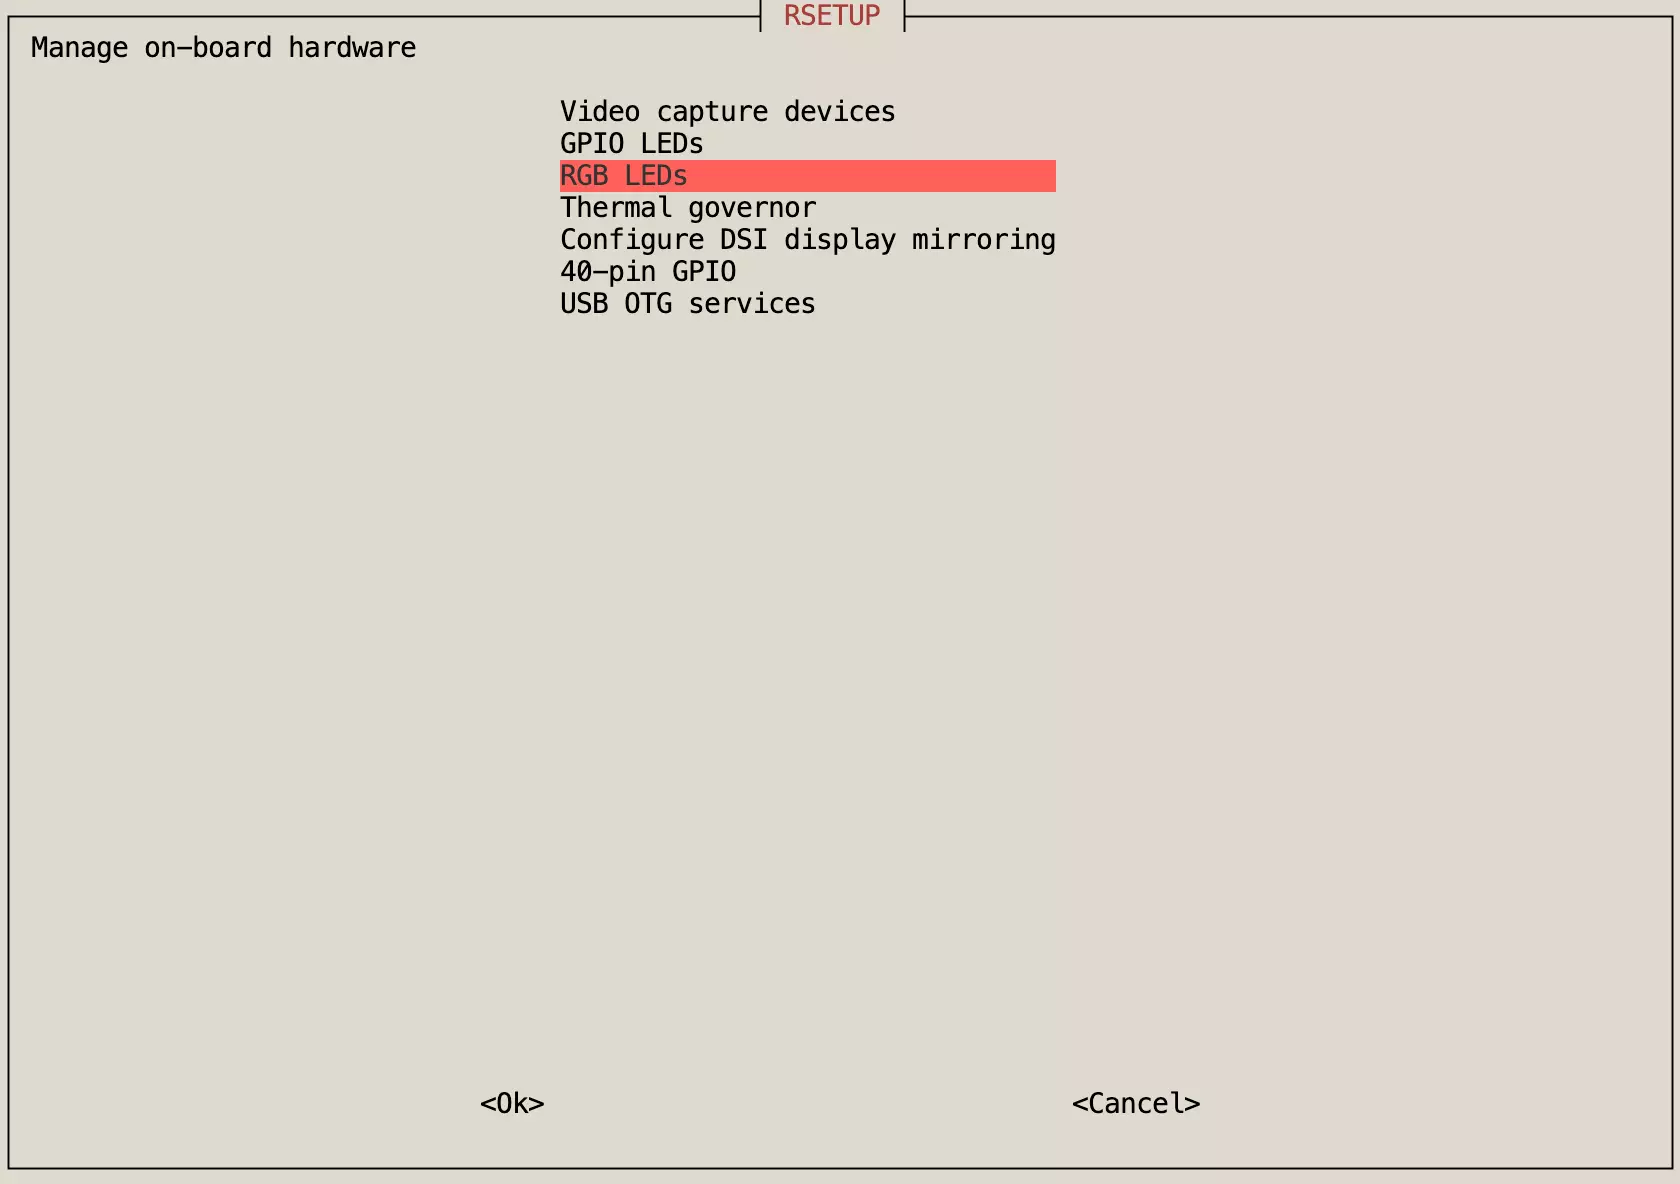 RSETUP
Manage on-board hardware
Video capture devices
GPIO LEDs
RGB LEDs
Thermal governor
Configure DSI display mirroring
40-pin GPIO
USB OTG services
<Ok> <Cancel>